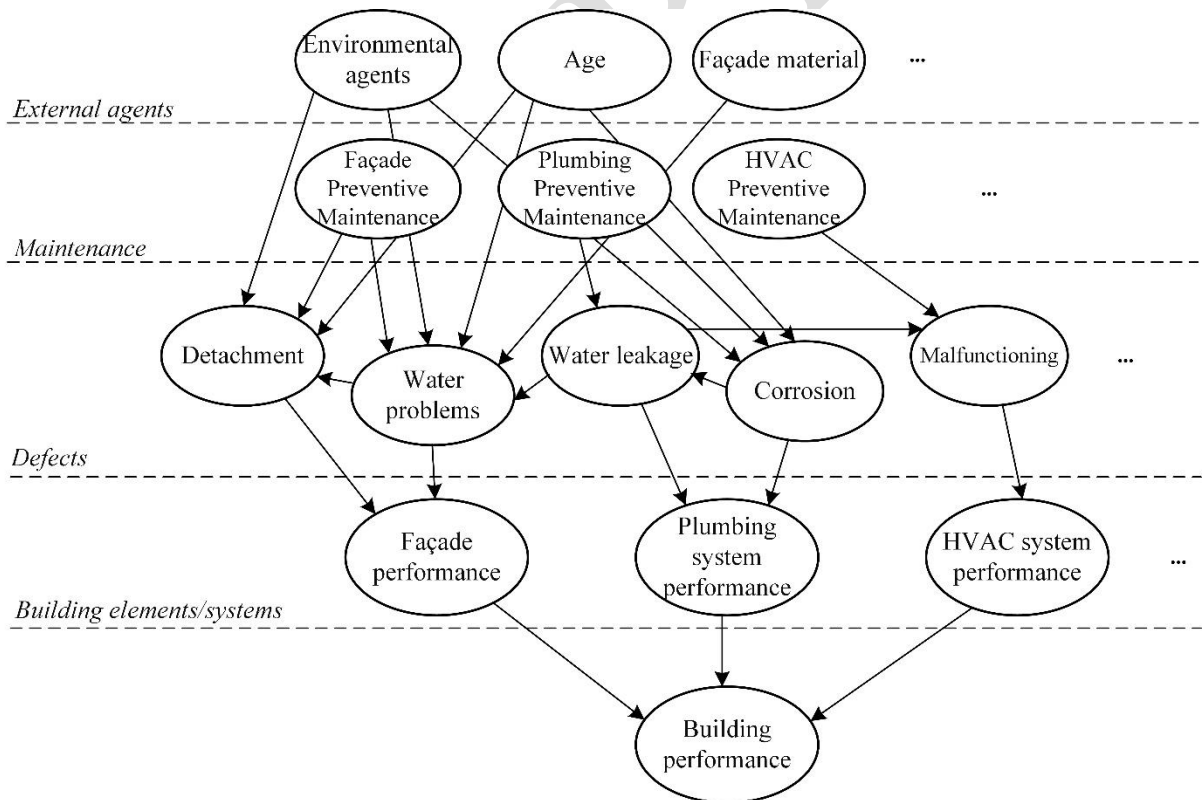 Environmental
agents
Age
Façade material
...
External agents
Façade
Preventive
Maintenance
Plumbing
Preventive
Maintenance
HVAC
Preventive
Maintenance
...
Maintenance
Detachment
Water
problems
Water leakage
Corrosion
Malfunctioning
...
Defects
Façade
performance
Plumbing
system
performance
HVAC system
performance
...
Building elements/systems
Building
performance